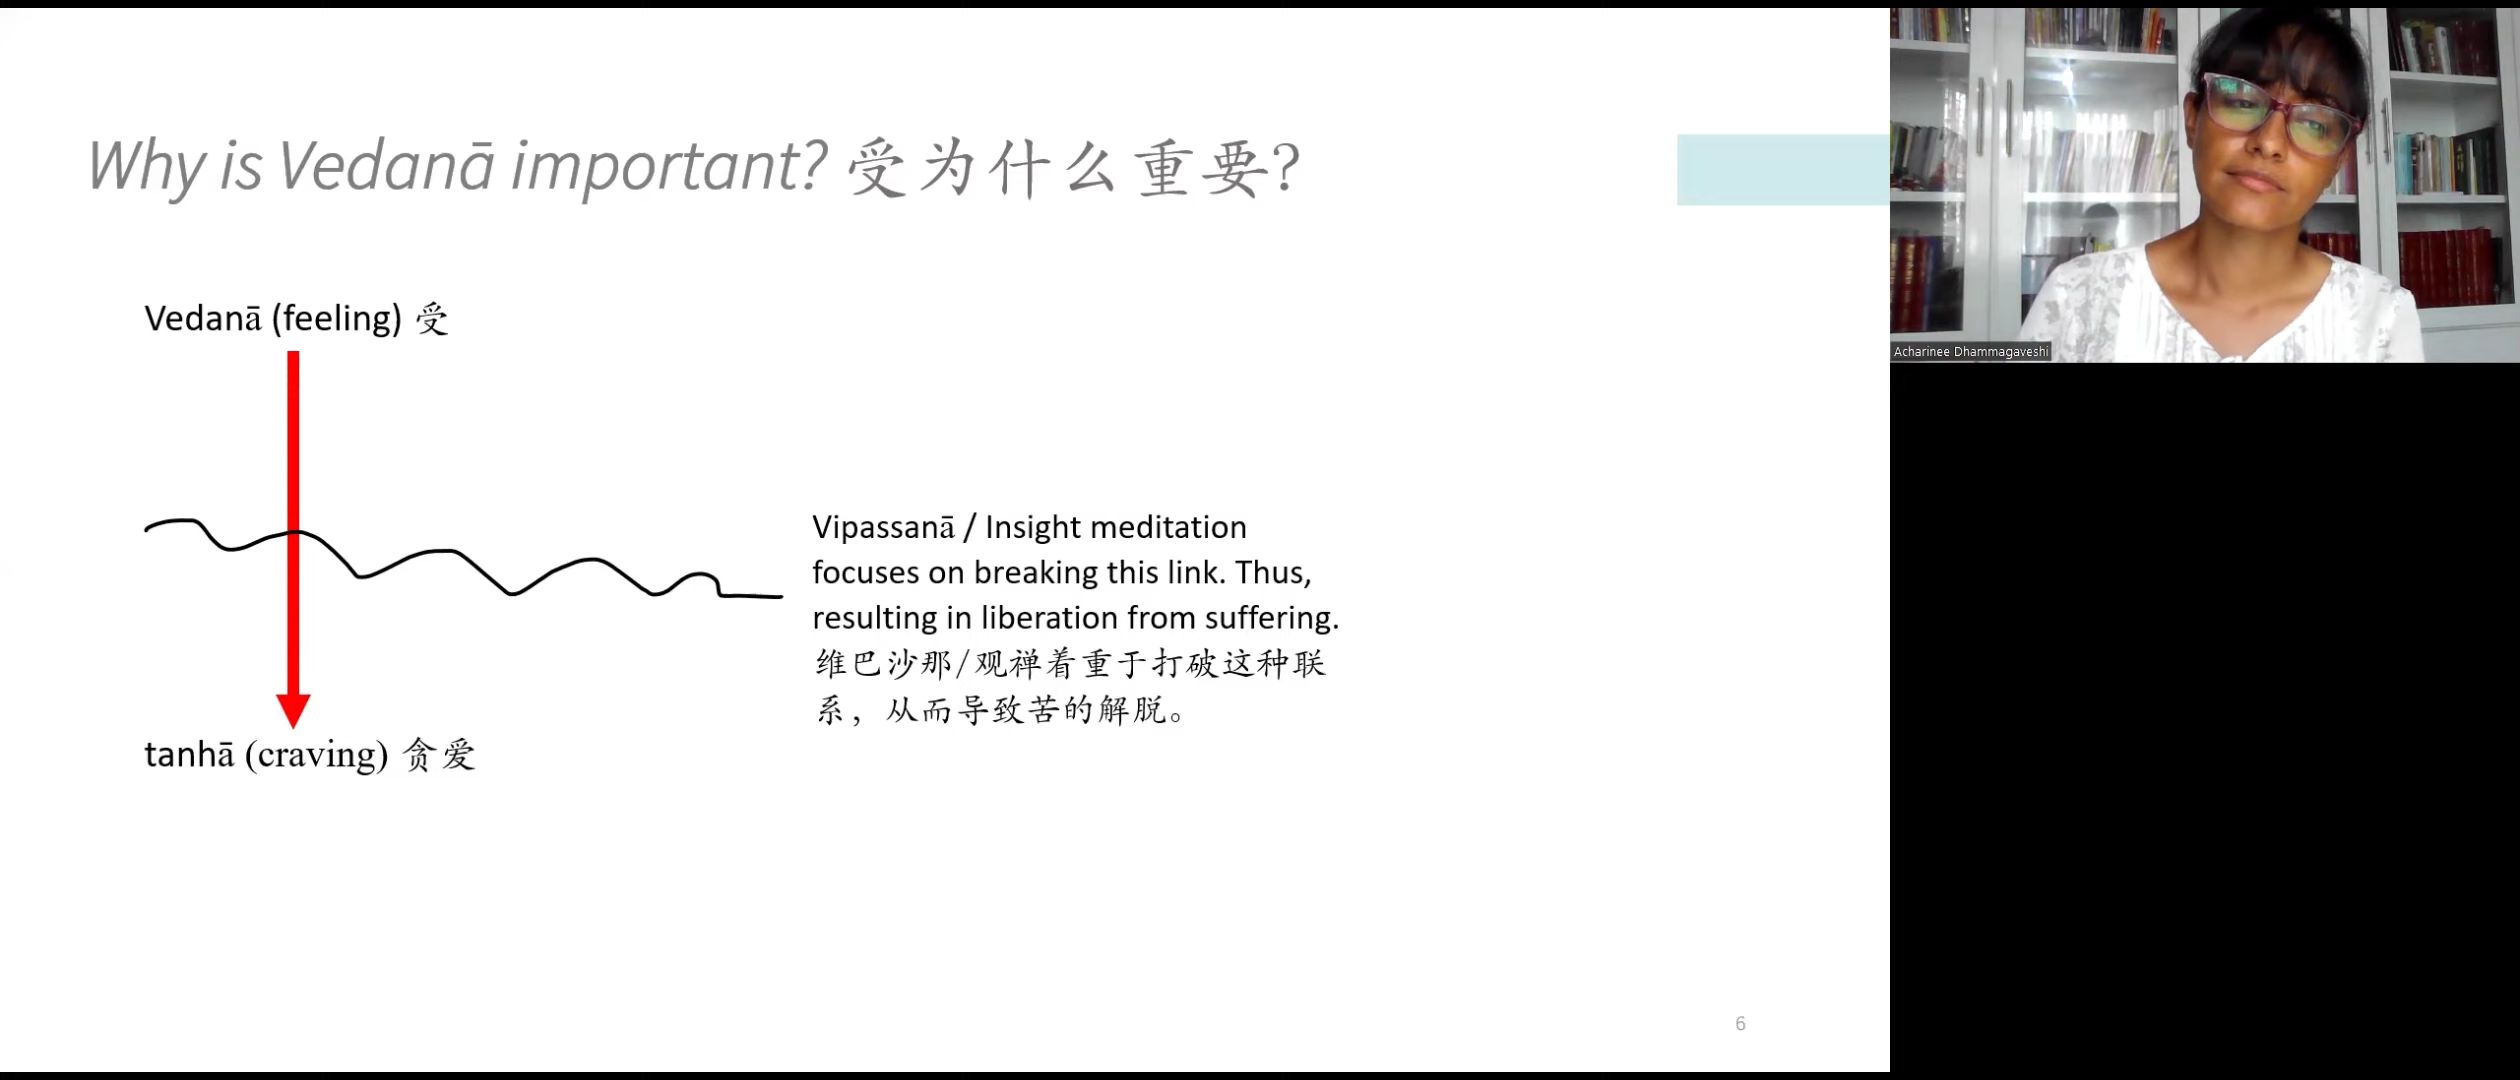 Why is Vedanā important? 受为什么重要?
Vedanā (feeling) 受
Vipassanā / Insight meditation
focuses on breaking this link. Thus,
resulting in liberation from suffering.
维巴沙那/观禅着重于打破这种联
系，从而导致苦的解脱。
tanhā (craving) 贪爱
6
Acharinee Dhammagaveshi